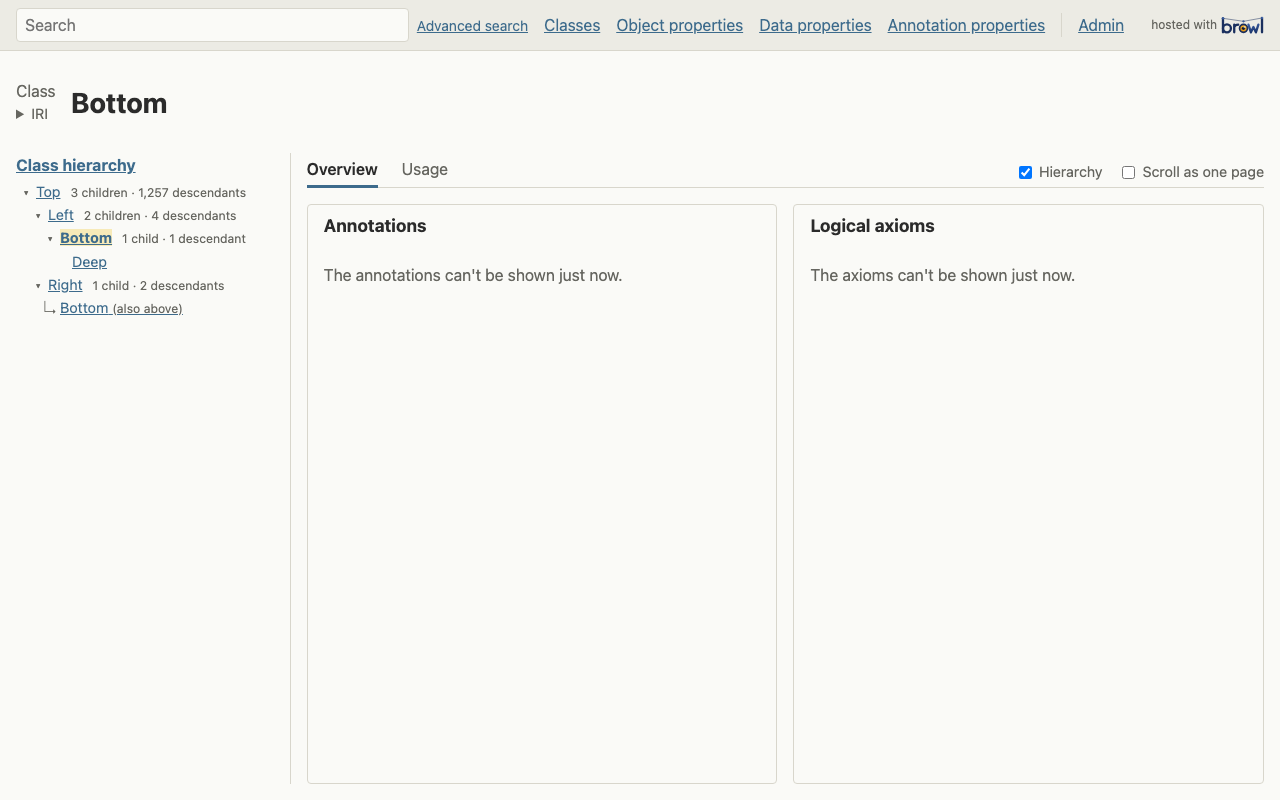 Search
Advanced search
Classes
Object properties
Data properties
Annotation properties
Admin
hosted with browl
Class
IRI
Bottom
Class hierarchy
Top 3 children · 1,257 descendants
Left 2 children · 4 descendants
Bottom 1 child · 1 descendant
Deep
Right 1 child · 2 descendants
Bottom (also above)
Overview
Usage
Hierarchy
Scroll as one page
Annotations
The annotations can't be shown just now.
Logical axioms
The axioms can't be shown just now.